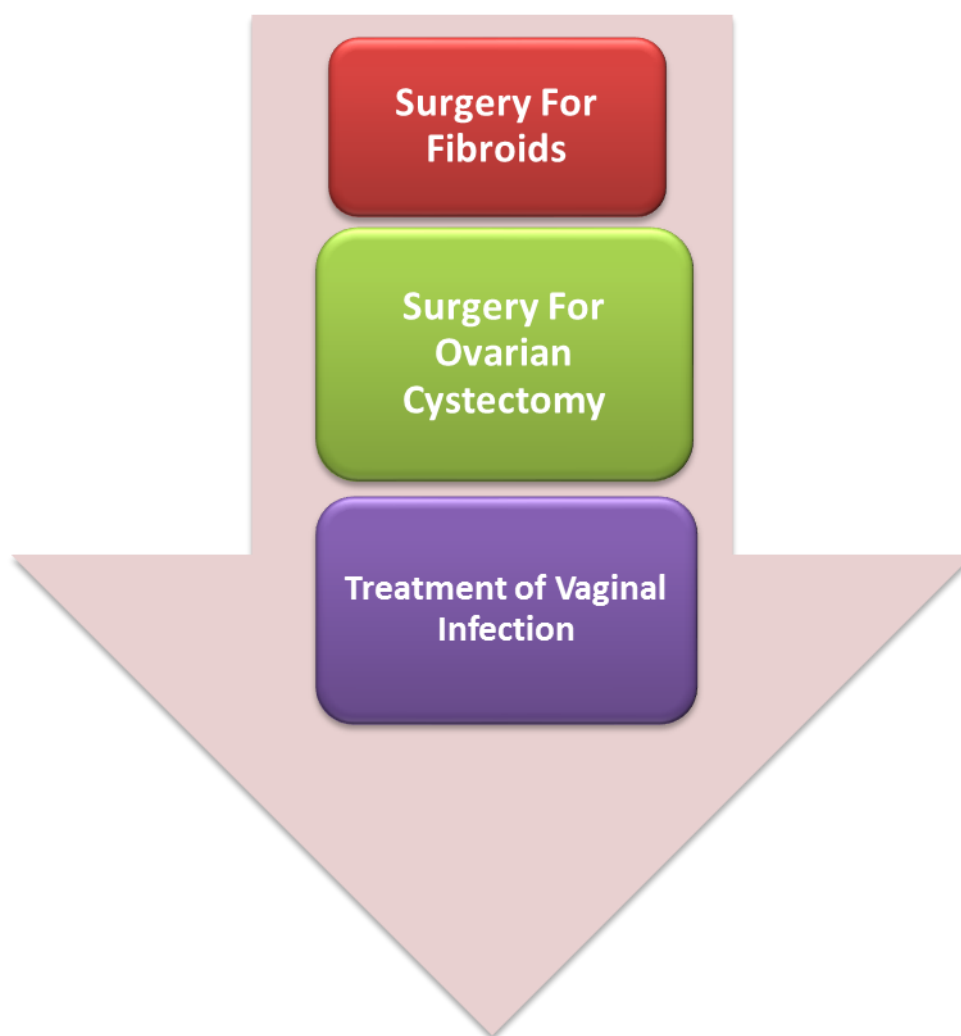 Surgery For
Fibroids
Surgery For
Ovarian
Cystectomy
Treatment of Vaginal
Infection